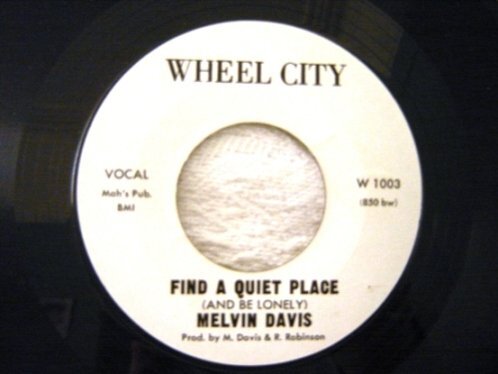 WHEEL CITY
VOCAL
Mah's Pub.
BMI
W 1003
(850 bw)
FIND A QUIET PLACE
(AND BE LONELY)
MELVIN DAVIS
Prod. by M. Davis & R. Robinson